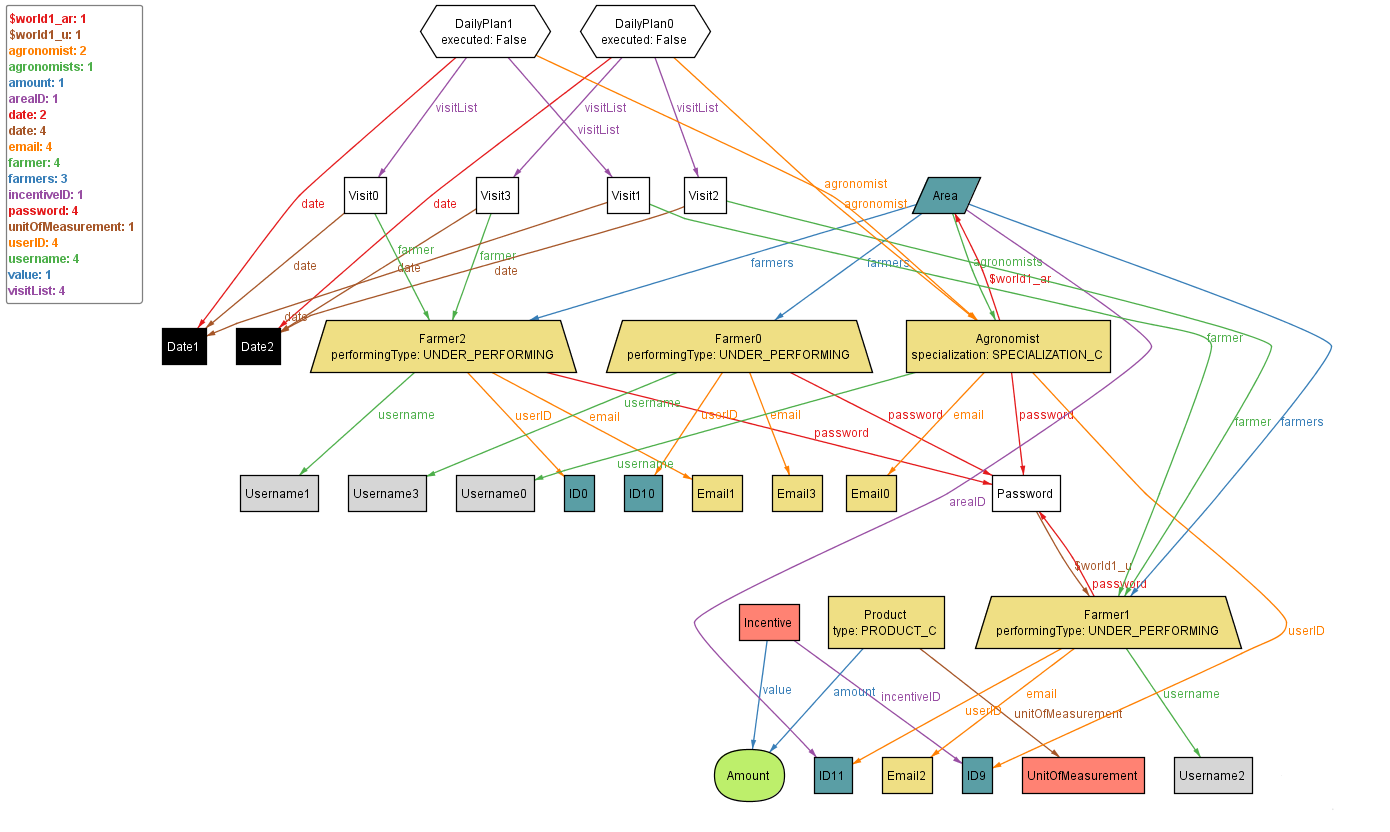 $world1_ar: 1
$world1_u: 1
agronomist: 2
agronomists: 1
amount: 1
areaID: 1
date: 2
date: 4
email: 4
farmer: 4
farmers: 3
incentiveID: 1
password: 4
unitOfMeasurement: 1
userID: 4
username: 4
value: 1
visitList: 4
DailyPlan1
executed: False
DailyPlan0
executed: False
visitList
visitList
visitList
visitList
agronomist
agronomist
Visit0
Visit3
Visit1
Visit2
Area
date
date
farmer
farmer
date
date
date
date
farmers
farmers
agronomists
$world1_ar
Date1
Date2
Farmer2
performingType: UNDER_PERFORMING
Farmer0
performingType: UNDER_PERFORMING
Agronomist
specialization: SPECIALIZATION_C
farmer
username
userID
email
username
userID
email
password
password
email
password
farmer
farmers
username
Username1
Username3
Username0
ID0
ID10
Email1
Email3
Email0
Password
areaID
$world1_u
password
Incentive
Product
type: PRODUCT_C
Farmer1
performingType: UNDER_PERFORMING
userID
value
amount
incentiveID
userID
email
unitOfMeasurement
username
Amount
ID11
Email2
ID9
UnitOfMeasurement
Username2